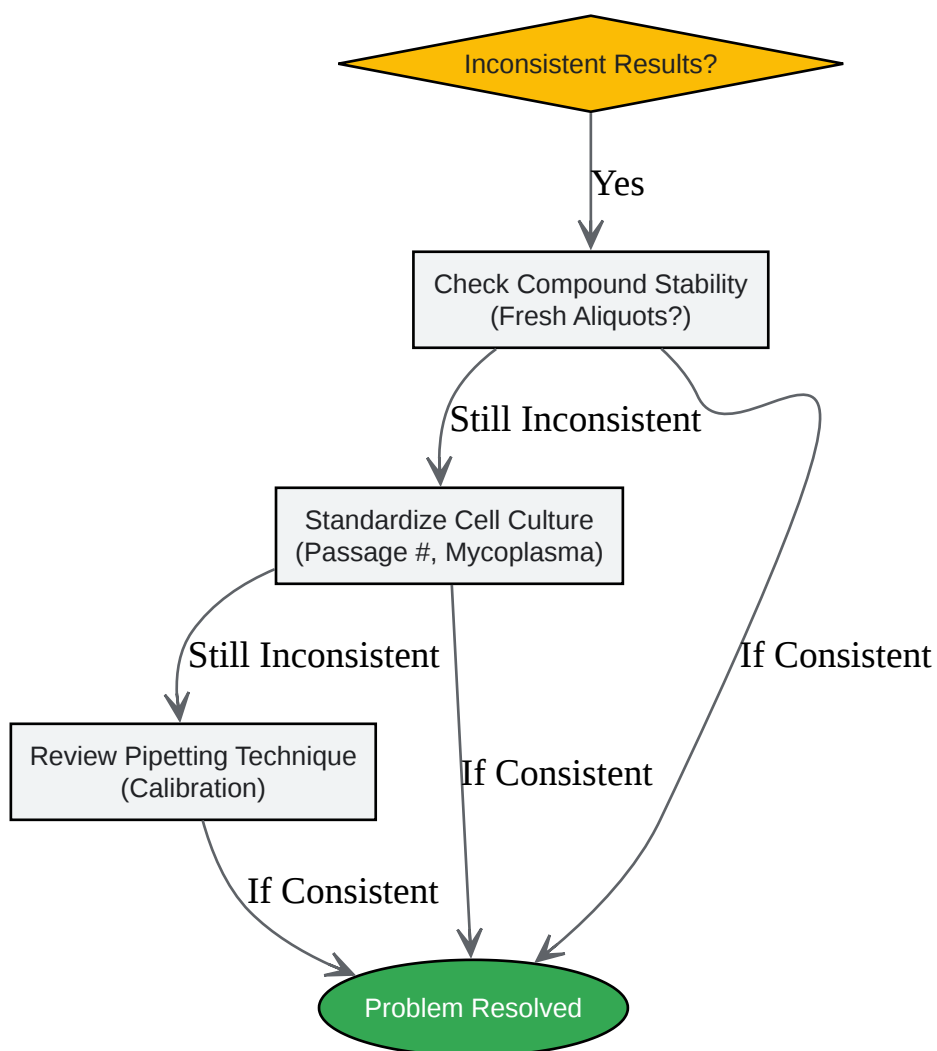 Inconsistent Results?
Yes
Check Compound Stability
(Fresh Aliquots?)
Still Inconsistent
Standardize Cell Culture
(Passage #, Mycoplasma)
Still Inconsistent
If Consistent
Review Pipetting Technique
(Calibration)
If Consistent
If Consistent
Problem Resolved